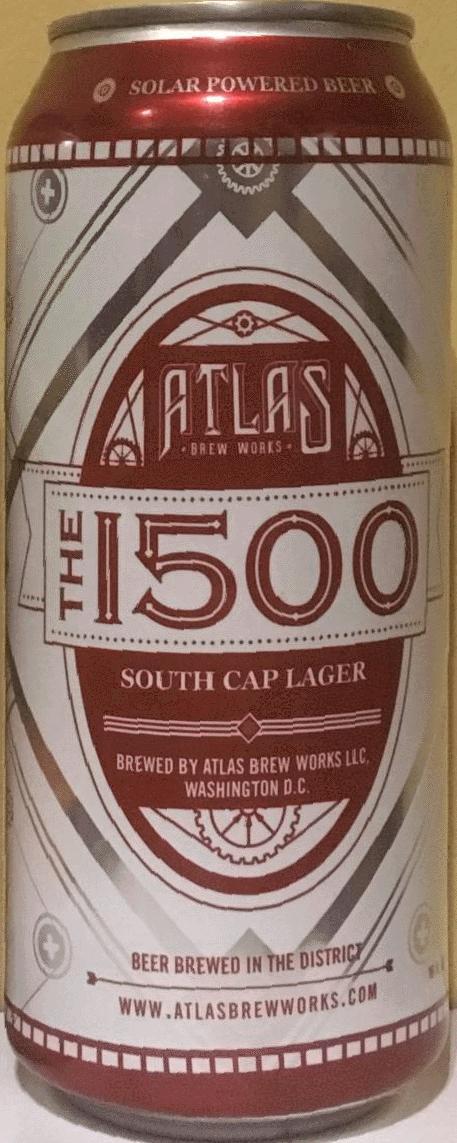 SOLAR POWERED BEER
ATLAS
BREW WORKS
THE 1500
SOUTH CAP LAGER
BREWED BY ATLAS BREW WORKS LLC,
WASHINGTON D.C.
BEER BREWED IN THE DISTRICT
WWW.ATLASBREWWORKS.COM